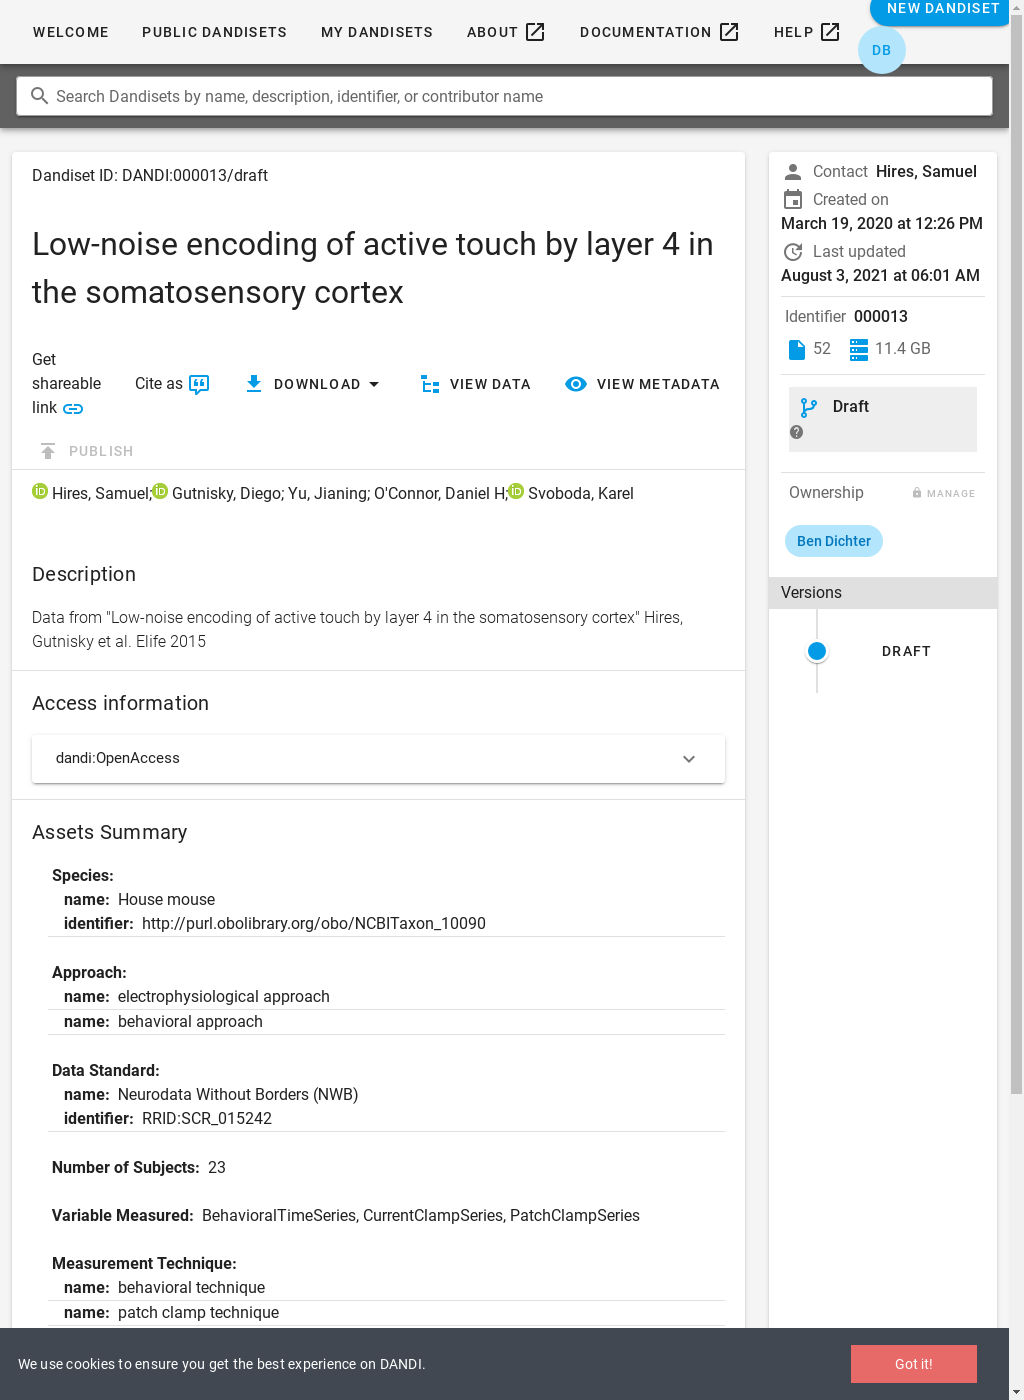 WELCOME PUBLIC DANDISETS MY DANDISETS ABOUT DOCUMENTATION HELP NEW DANDISET
DB
Search Dandisets by name, description, identifier, or contributor name
Dandiset ID: DANDI:000013/draft
Low-noise encoding of active touch by layer 4 in
the somatosensory cortex
Get
shareable
link
Cite as
DOWNLOAD
VIEW DATA
VIEW METADATA
PUBLISH
Hires, Samuel; Gutnisky, Diego; Yu, Jianing; O'Connor, Daniel H; Svoboda, Karel
Description
Data from "Low-noise encoding of active touch by layer 4 in the somatosensory cortex" Hires,
Gutnisky et al. Elife 2015
Access information
dandi:OpenAccess
Assets Summary
Species:
name: House mouse
identifier: http://purl.obolibrary.org/obo/NCBITaxon_10090
Approach:
name: electrophysiological approach
name: behavioral approach
Data Standard:
name: Neurodata Without Borders (NWB)
identifier: RRID:SCR_015242
Number of Subjects: 23
Variable Measured: BehavioralTimeSeries, CurrentClampSeries, PatchClampSeries
Measurement Technique:
name: behavioral technique
name: patch clamp technique
Contact Hires, Samuel
Created on
March 19, 2020 at 12:26 PM
Last updated
August 3, 2021 at 06:01 AM
Identifier 000013
52 11.4 GB
Draft
Ownership MANAGE
Ben Dichter
Versions
DRAFT
We use cookies to ensure you get the best experience on DANDI.
Got it!